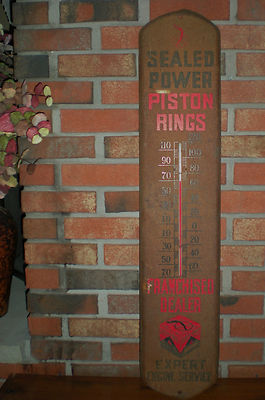 SEALED
POWER
PISTON
RINGS
FRANCHISED
DEALER
EXPERT
ENGINE SERVICE